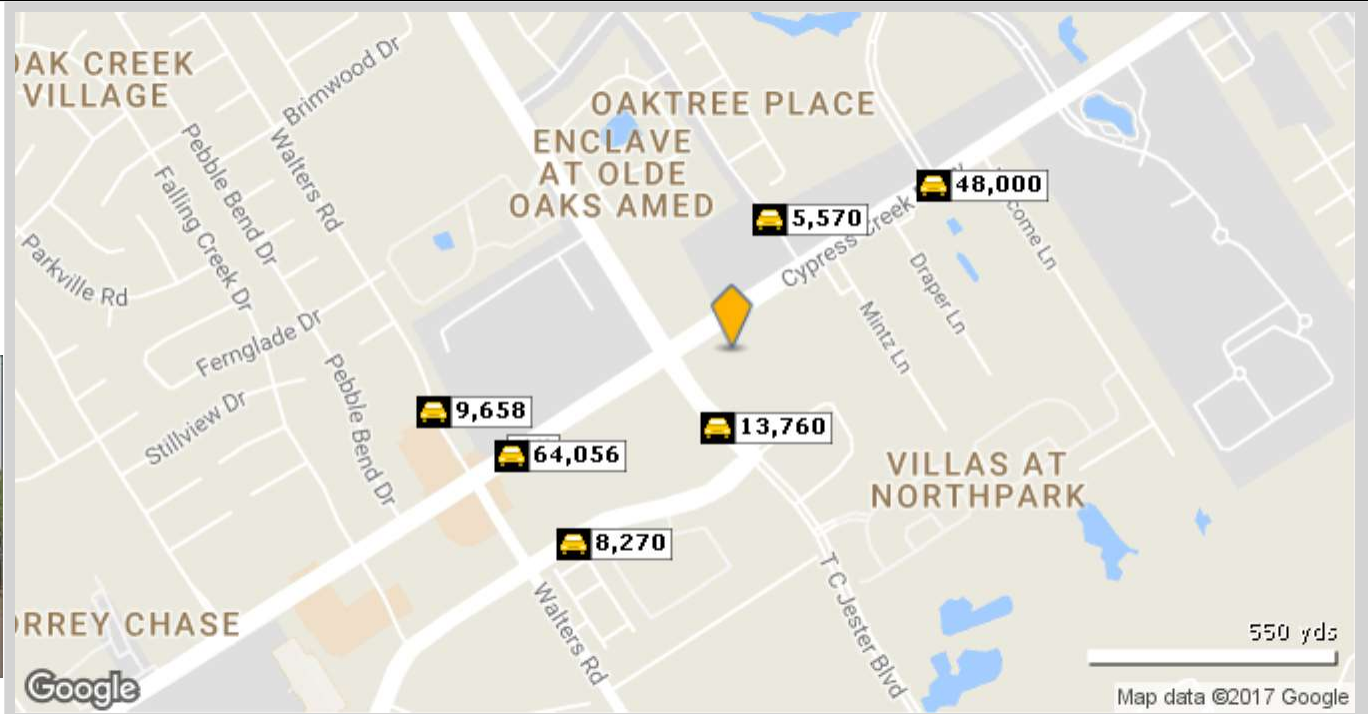 OAK CREEK
VILLAGE
Brimwood Dr
Walters Rd
Pebble Bend Dr
Falling Creek Dr
Parkville Rd
OAKTREE PLACE
ENCLAVE
AT OLDE
OAKS AMED
48,000
5,570
Cypress Creek
Draper Ln
Mintz Ln
Fernglade Dr
Pebble Bend Dr
Stillview Dr
9,658
64,056
13,760
8,270
VILLAS AT
NORTHPARK
T C Jester Blvd
Walters Rd
ORREY CHASE
550 yds
Google
Map data ©2017 Google